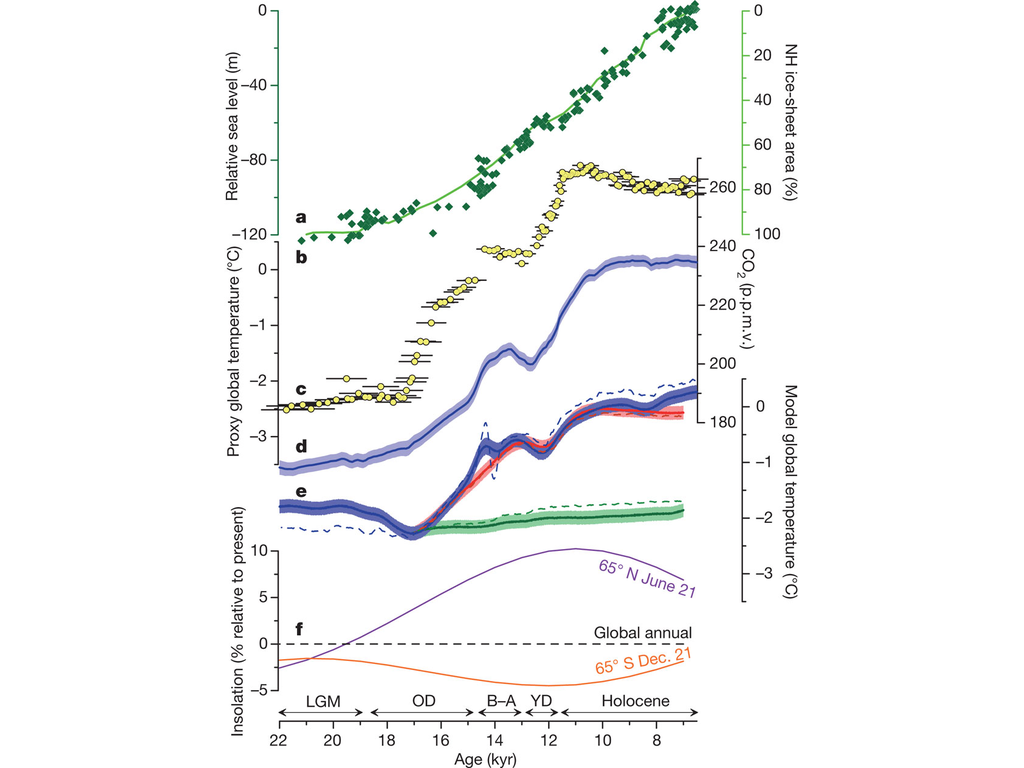 0
−40
−80
−120
Relative sea level (m)
0
20
40
60
80
100
NH ice-sheet area (%)
a
b
c
d
e
f
0
−1
−2
−3
Proxy global temperature (°C)
260
240
220
200
180
CO2 (p.p.m.v.)
0
−1
−2
−3
Model global temperature (°C)
10
5
0
−5
Insolation (% relative to present)
65° N June 21
Global annual
65° S Dec. 21
LGM OD B–A YD Holocene
22 20 18 16 14 12 10 8
Age (kyr)